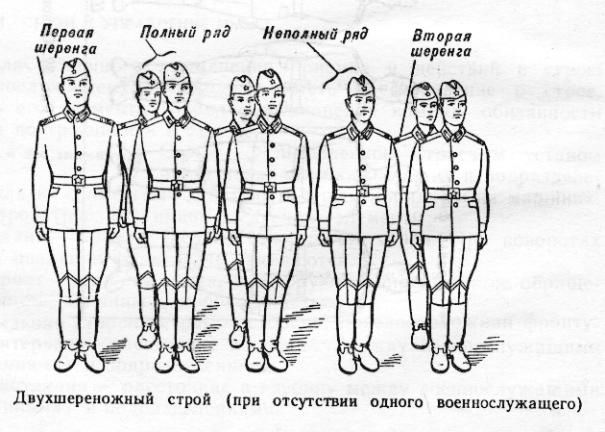 Первая
шеренга
Полный ряд
Неполный ряд
Вторая
шеренга
Двухшереножный строй (при отсутствии одного военнослужащего)